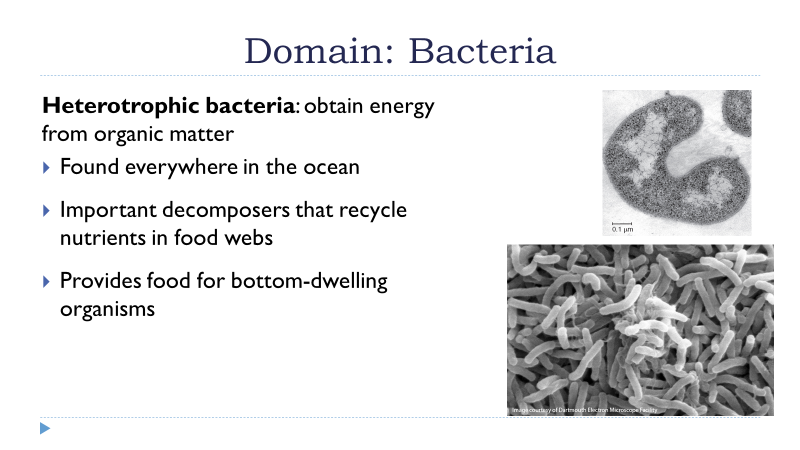 Domain: Bacteria
Heterotrophic bacteria: obtain energy
from organic matter
Found everywhere in the ocean
Important decomposers that recycle
nutrients in food webs
Provides food for bottom-dwelling
organisms
0.1 µm
Image courtesy of Dartmouth Electron Microscope Facility